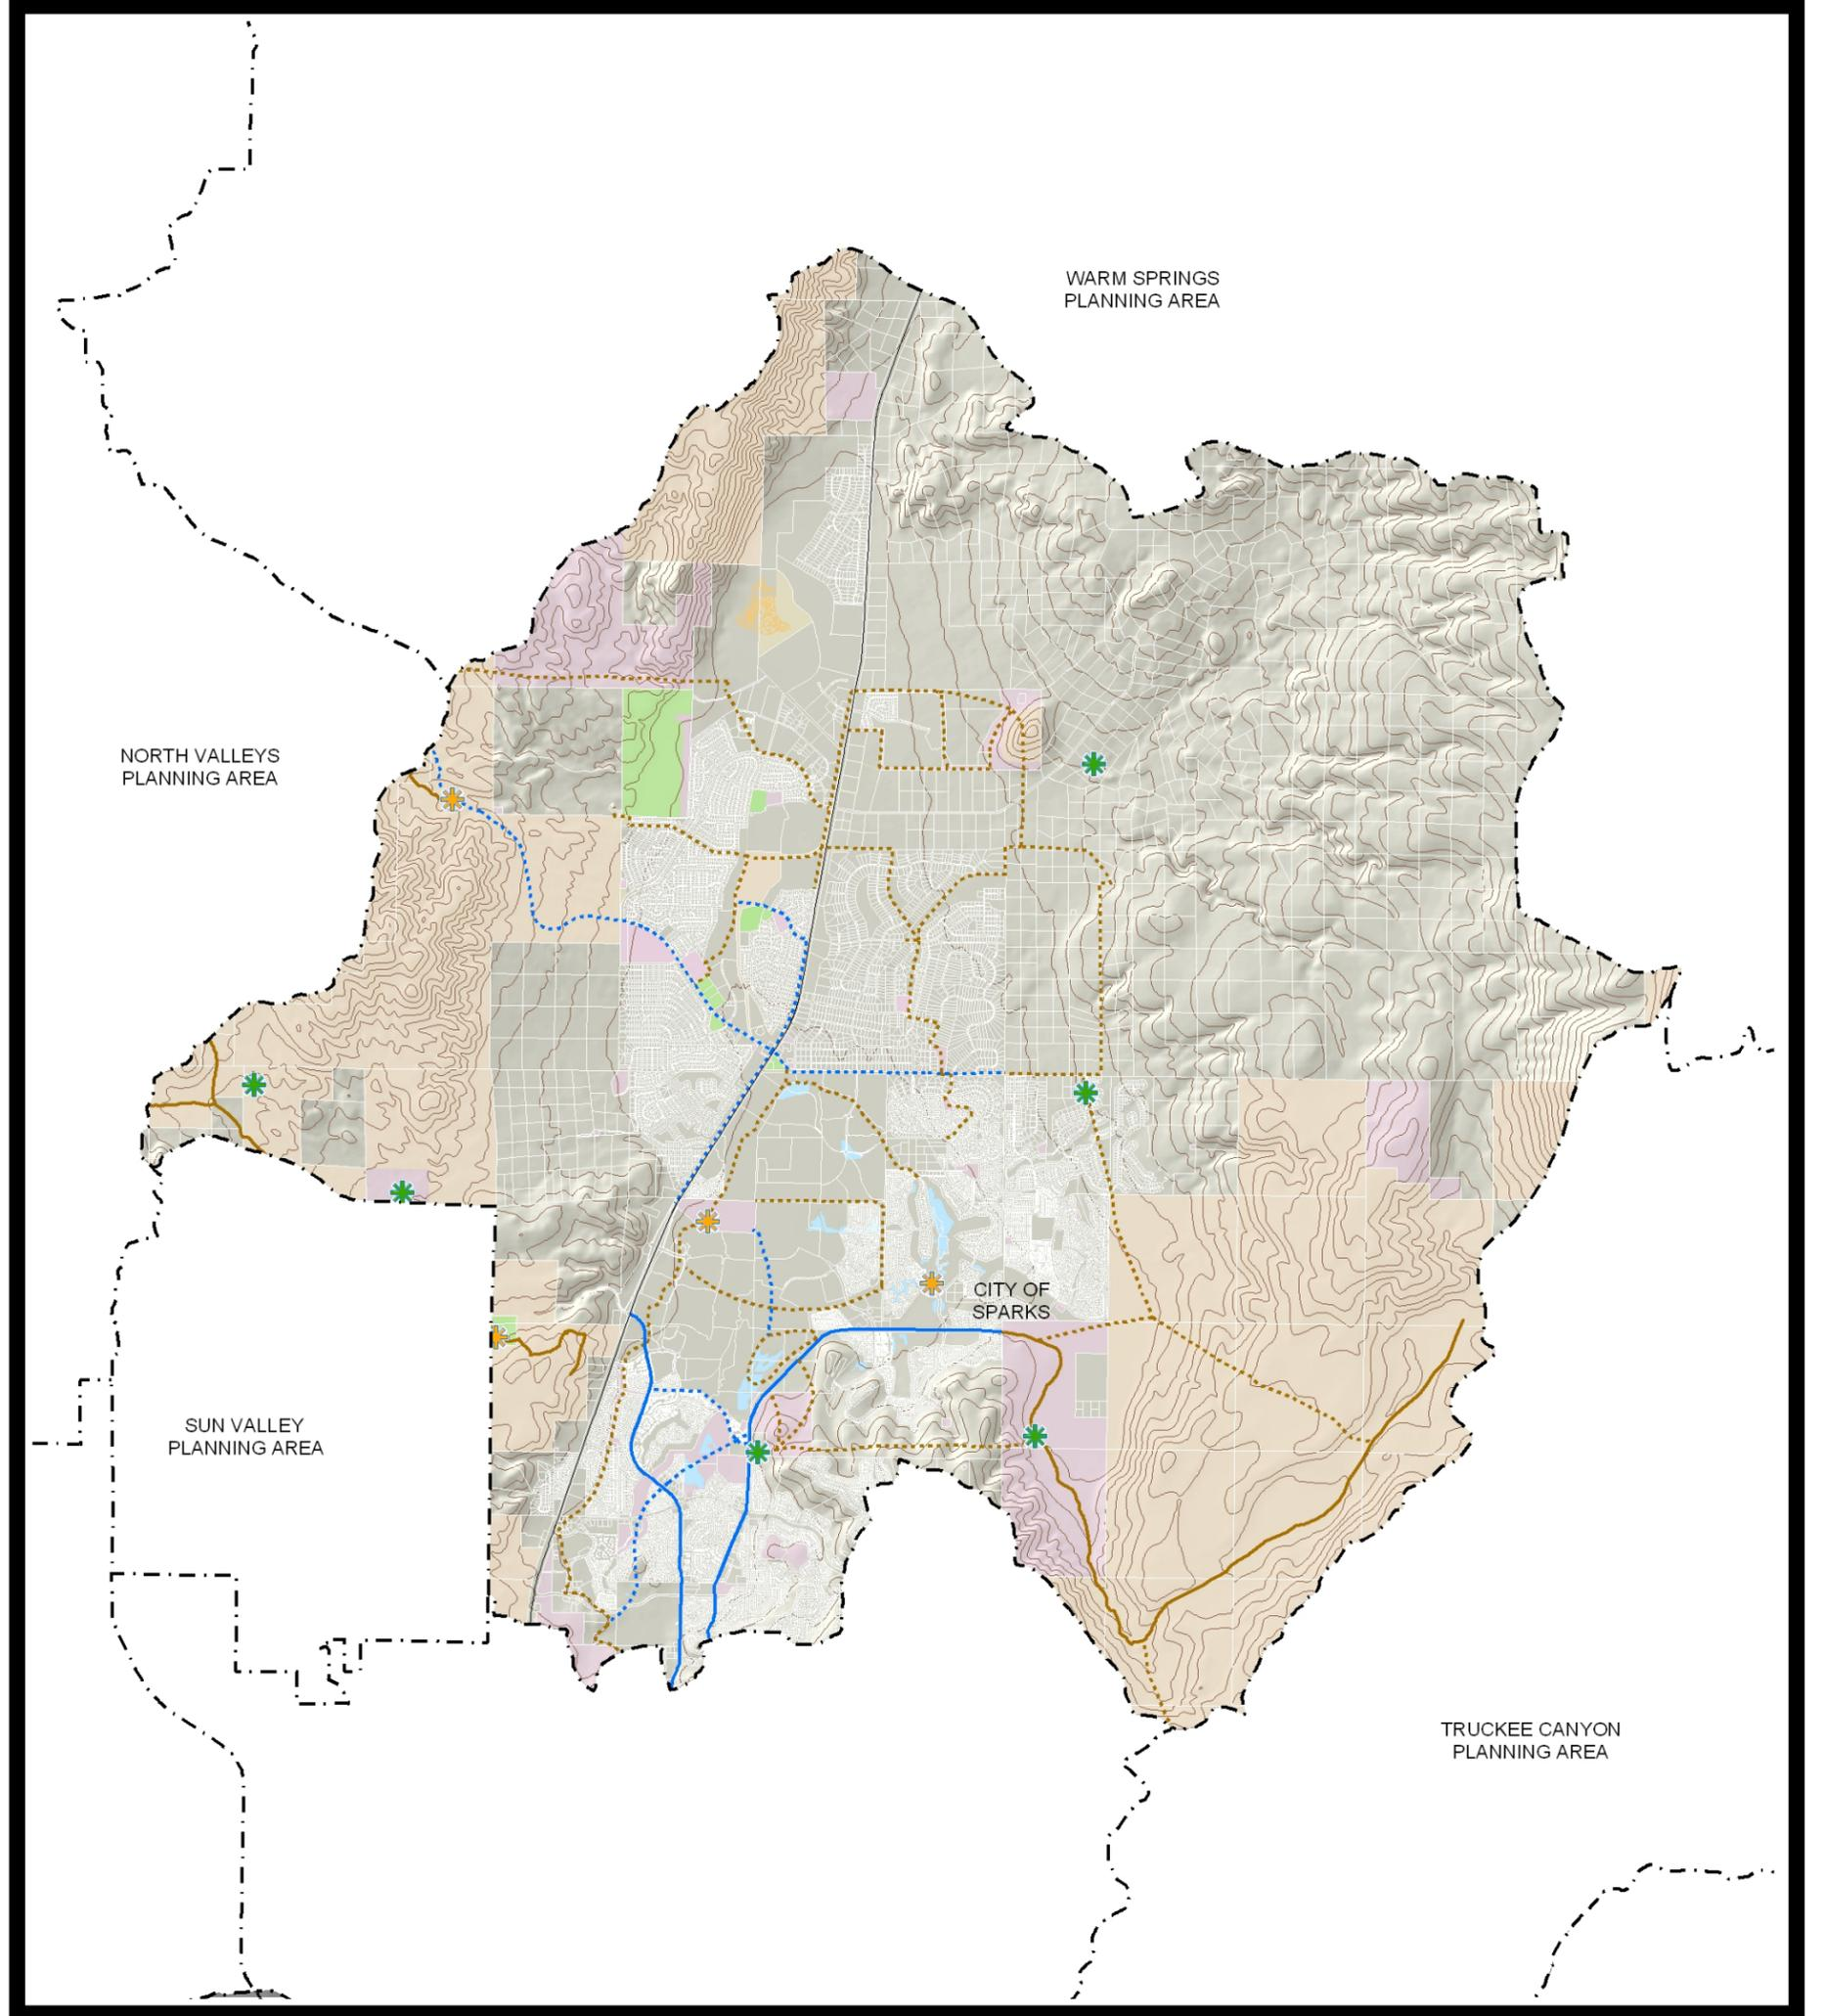 WARM SPRINGS
PLANNING AREA
NORTH VALLEYS
PLANNING AREA
CITY OF
SPARKS
SUN VALLEY
PLANNING AREA
TRUCKEE CANYON
PLANNING AREA